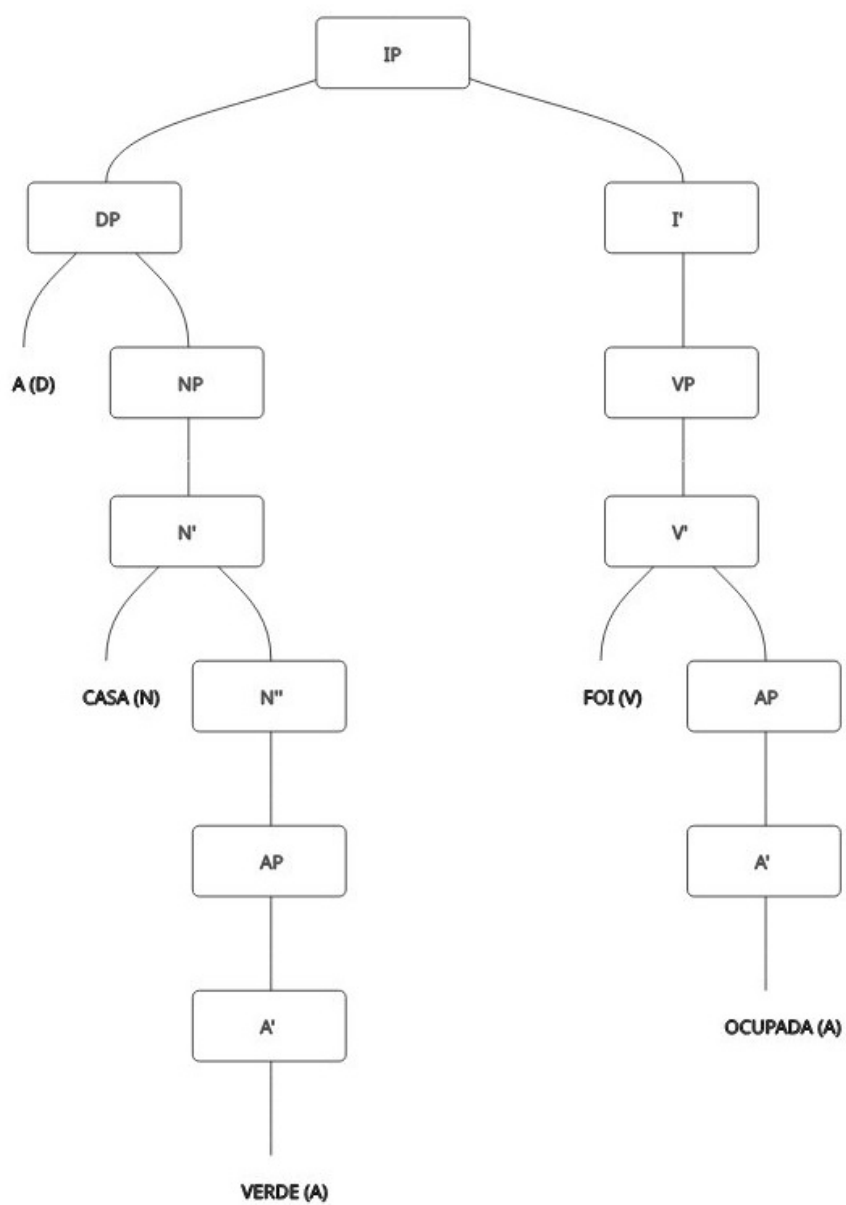 IP
DP
I'
A (D)
NP
VP
N'
V'
CASA (N)
N''
FOI (V)
AP
AP
A'
A'
OCUPADA (A)
VERDE (A)